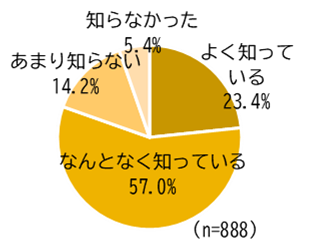 知らなかった
5.4%
よく知って
いる
23.4%
あまり知らない
14.2%
なんとなく知っている
57.0%
(n=888)